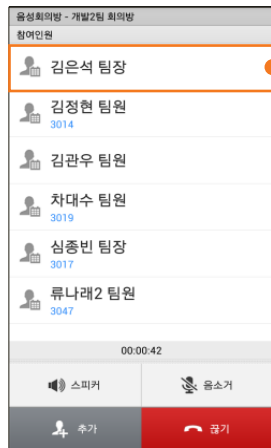 음성회의방 - 개발2팀 회의방
참여인원
김은석 팀장
김정현 팀원
3014
김관우 팀원
차대수 팀원
3019
심종빈 팀장
3017
류나래2 팀원
3047
00:00:42
스피커
음소거
추가
끊기